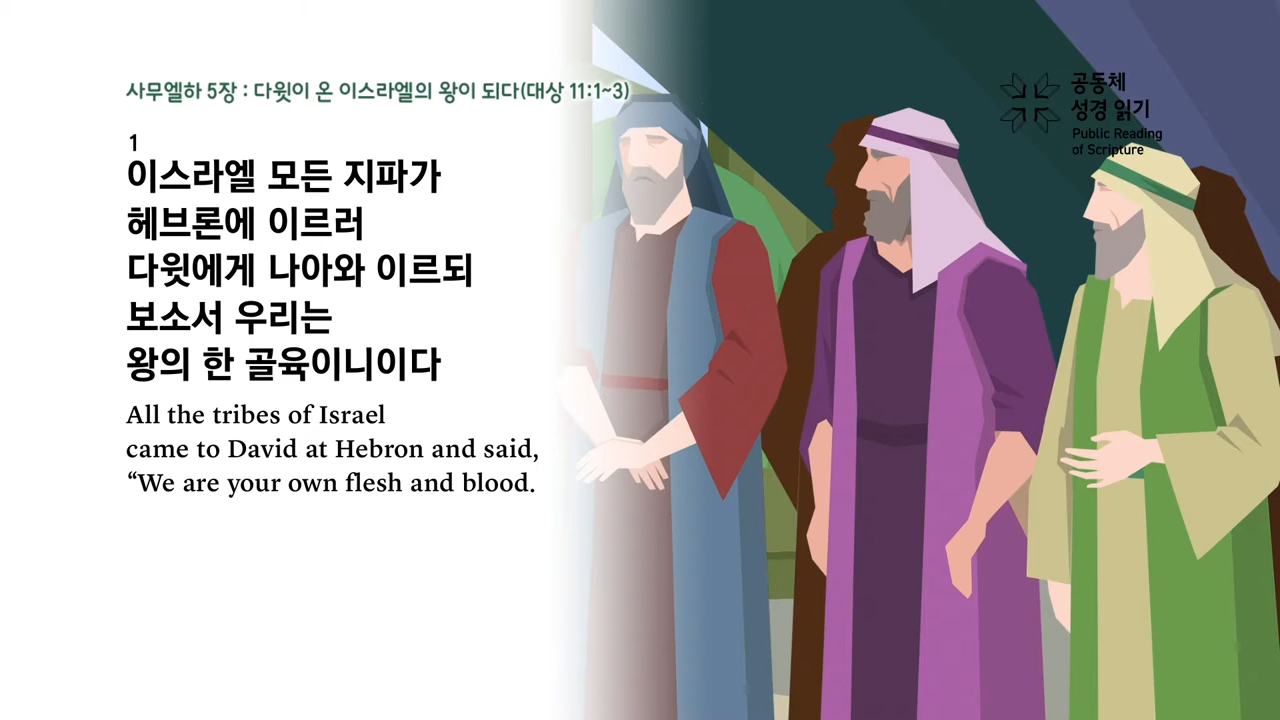 사무엘하 5장 : 다윗이 온 이스라엘의 왕이 되다(대상 11:1~3)
1
이스라엘 모든 지파가
헤브론에 이르러
다윗에게 나아와 이르되
보소서 우리는
왕의 한 골육이니이다
All the tribes of Israel
came to David at Hebron and said,
“We are your own flesh and blood.
공동체
성경 읽기
Public Reading
of Scripture